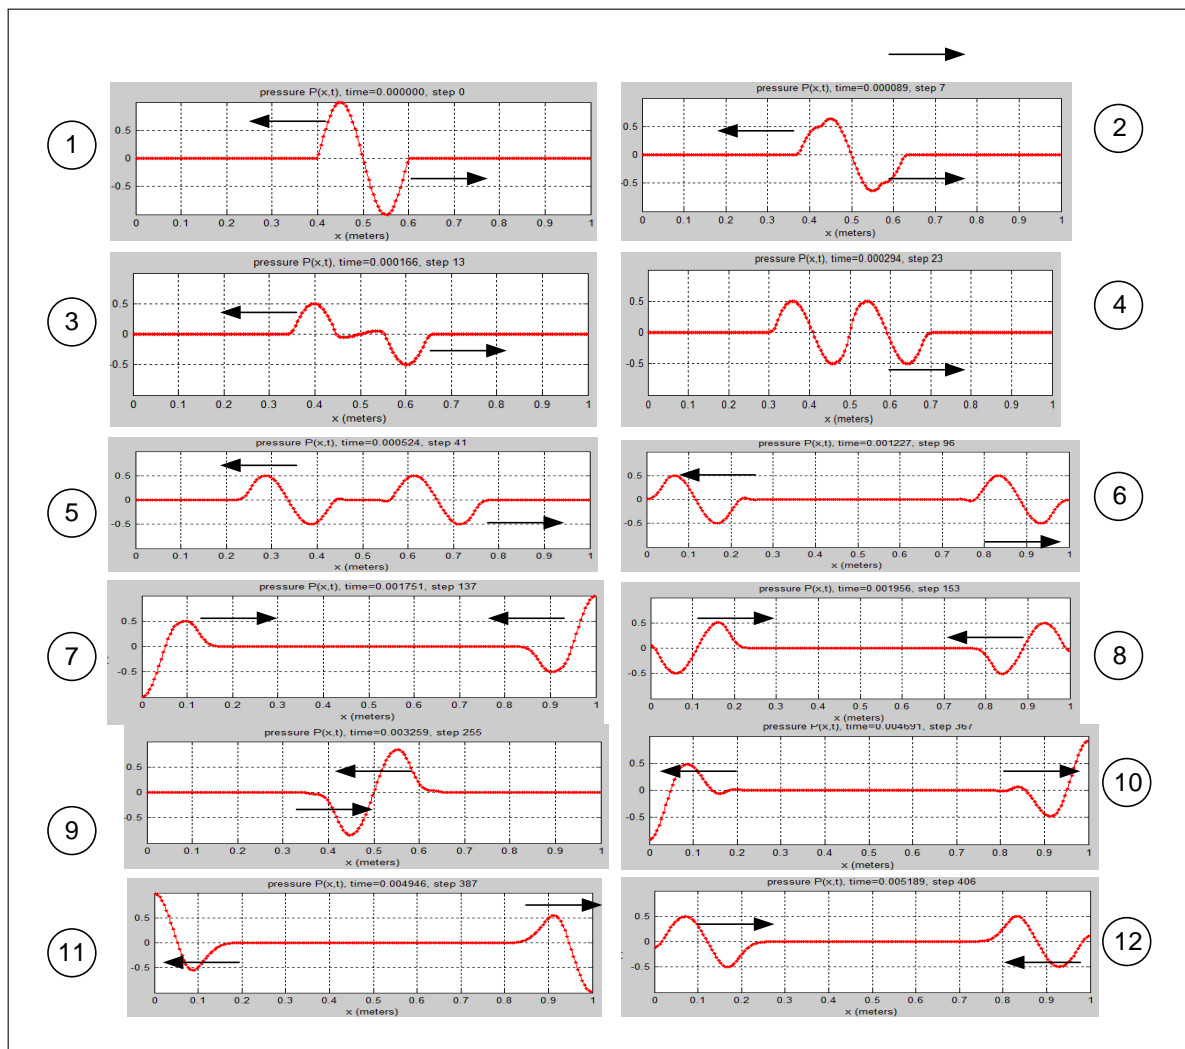 pressure P(x,t), time=0.000000, step 0
1
0.5
0
-0.5
0 0.1 0.2 0.3 0.4 0.5 0.6 0.7 0.8 0.9 1
x (meters)
pressure P(x,t), time=0.000089, step 7
2
0.5
0
-0.5
0 0.1 0.2 0.3 0.4 0.5 0.6 0.7 0.8 0.9 1
x (meters)
pressure P(x,t), time=0.000166, step 13
3
0.5
0
-0.5
0 0.1 0.2 0.3 0.4 0.5 0.6 0.7 0.8 0.9 1
x (meters)
pressure P(x,t), time=0.000294, step 23
4
0.5
0
-0.5
0 0.1 0.2 0.3 0.4 0.5 0.6 0.7 0.8 0.9 1
x (meters)
pressure P(x,t), time=0.000524, step 41
5
0.5
0
-0.5
0 0.1 0.2 0.3 0.4 0.5 0.6 0.7 0.8 0.9 1
x (meters)
pressure P(x,t), time=0.001227, step 96
6
0.5
0
-0.5
0 0.1 0.2 0.3 0.4 0.5 0.6 0.7 0.8 0.9 1
x (meters)
pressure P(x,t), time=0.001751, step 137
7
0.5
0
-0.5
0 0.1 0.2 0.3 0.4 0.5 0.6 0.7 0.8 0.9 1
x (meters)
pressure P(x,t), time=0.001956, step 153
8
0.5
0
-0.5
0 0.1 0.2 0.3 0.4 0.5 0.6 0.7 0.8 0.9 1
x (meters)
pressure P(x,t), time=0.003259, step 255
9
0.5
0
-0.5
0 0.1 0.2 0.3 0.4 0.5 0.6 0.7 0.8 0.9 1
x (meters)
pressure P(x,t), time=0.004691, step 367
10
0.5
0
-0.5
0 0.1 0.2 0.3 0.4 0.5 0.6 0.7 0.8 0.9 1
x (meters)
pressure P(x,t), time=0.004946, step 387
11
0.5
0
-0.5
0 0.1 0.2 0.3 0.4 0.5 0.6 0.7 0.8 0.9 1
x (meters)
pressure P(x,t), time=0.005189, step 406
12
0.5
0
-0.5
0 0.1 0.2 0.3 0.4 0.5 0.6 0.7 0.8 0.9 1
x (meters)